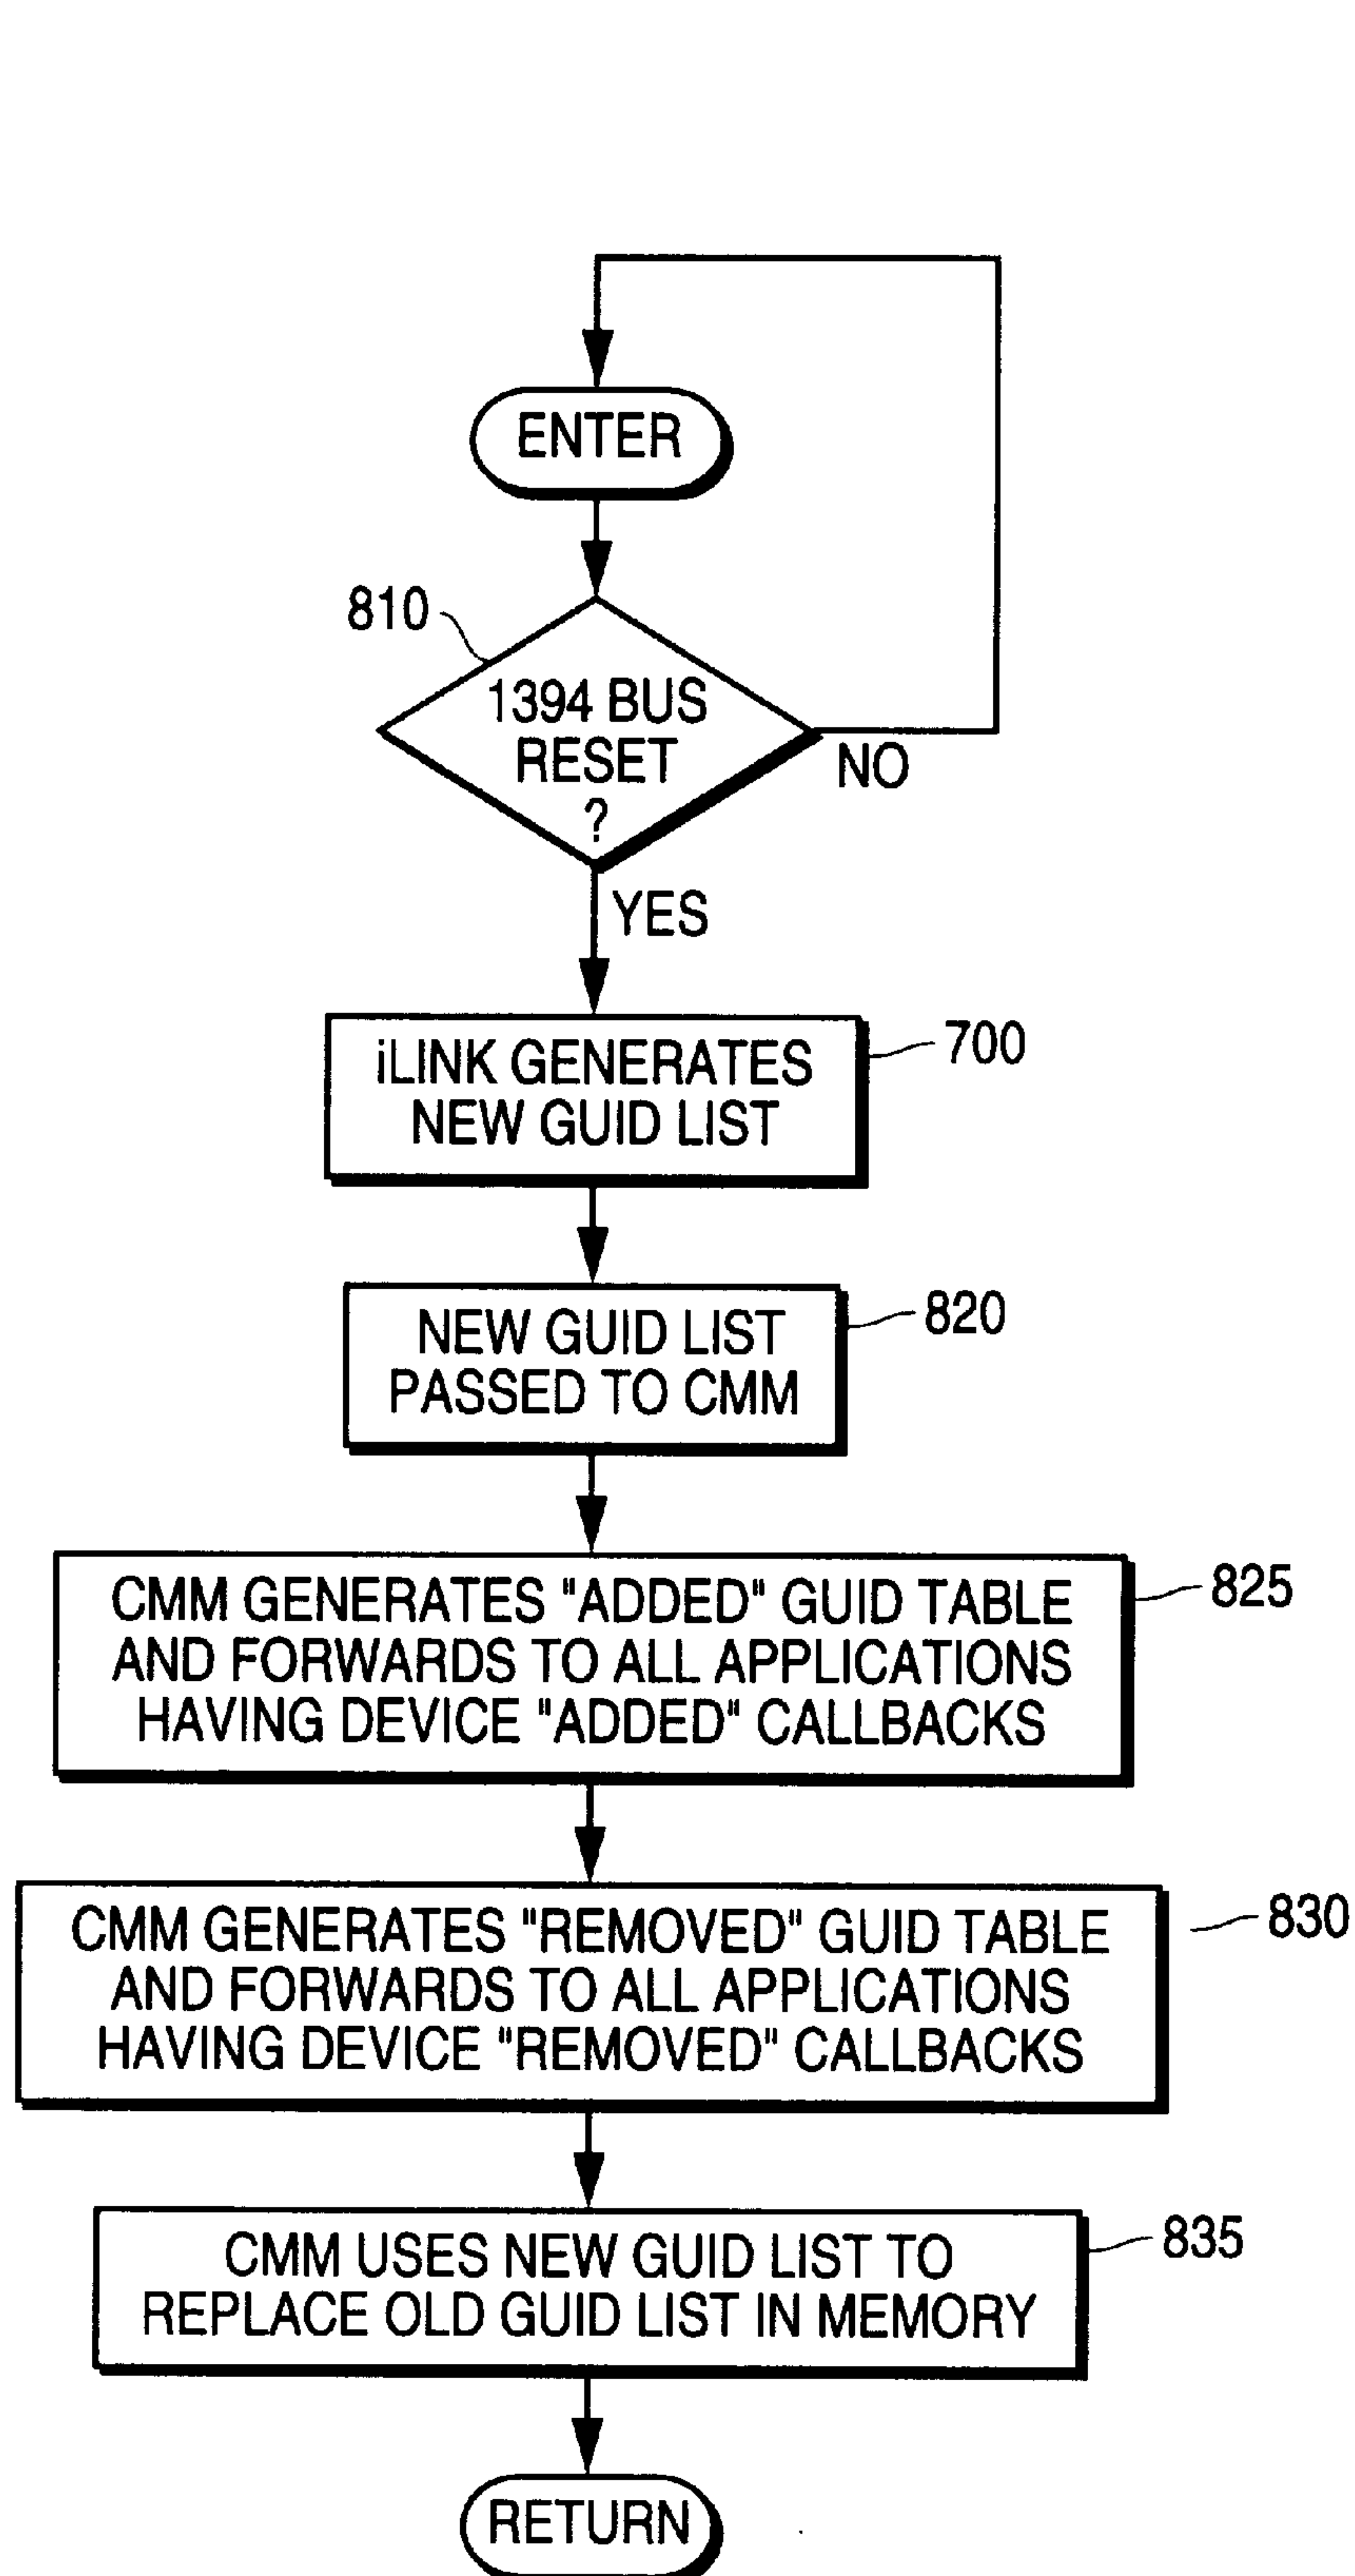 ENTER
810
1394 BUS
RESET
?
NO
YES
iLINK GENERATES
NEW GUID LIST
700
NEW GUID LIST
PASSED TO CMM
820
CMM GENERATES "ADDED" GUID TABLE
AND FORWARDS TO ALL APPLICATIONS
HAVING DEVICE "ADDED" CALLBACKS
825
CMM GENERATES "REMOVED" GUID TABLE
AND FORWARDS TO ALL APPLICATIONS
HAVING DEVICE "REMOVED" CALLBACKS
830
CMM USES NEW GUID LIST TO
REPLACE OLD GUID LIST IN MEMORY
835
RETURN